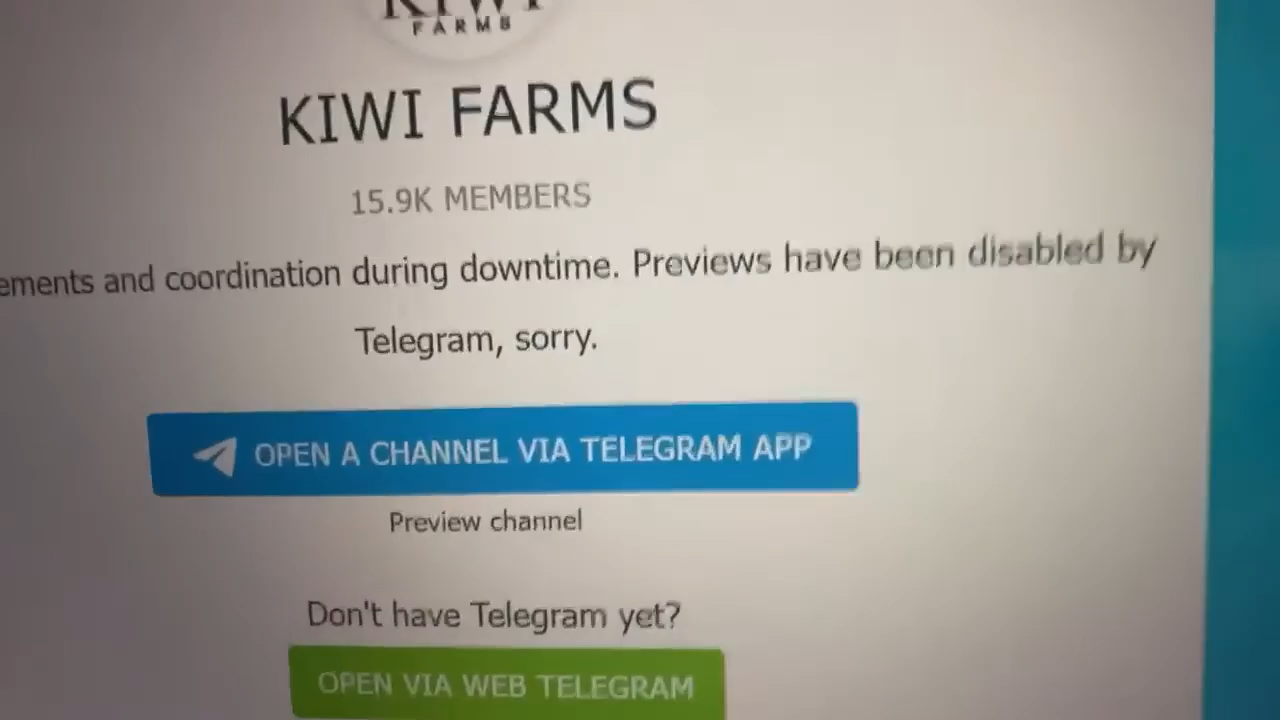 KIWI
FARMS
KIWI FARMS
15.9K MEMBERS
ements and coordination during downtime. Previews have been disabled by
Telegram, sorry.
OPEN A CHANNEL VIA TELEGRAM APP
Preview channel
Don't have Telegram yet?
OPEN VIA WEB TELEGRAM